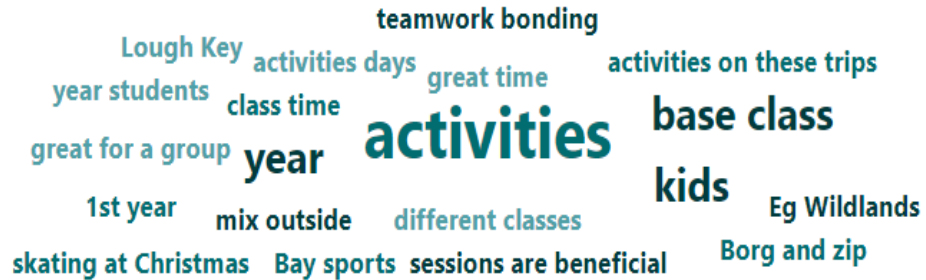 teamwork bonding
Lough Key
activities days
great time
activities on these trips
year students
class time
activities
base class
great for a group
year
kids
1st year
mix outside
different classes
Eg Wildlands
skating at Christmas
Bay sports
sessions are beneficial
Borg and zip